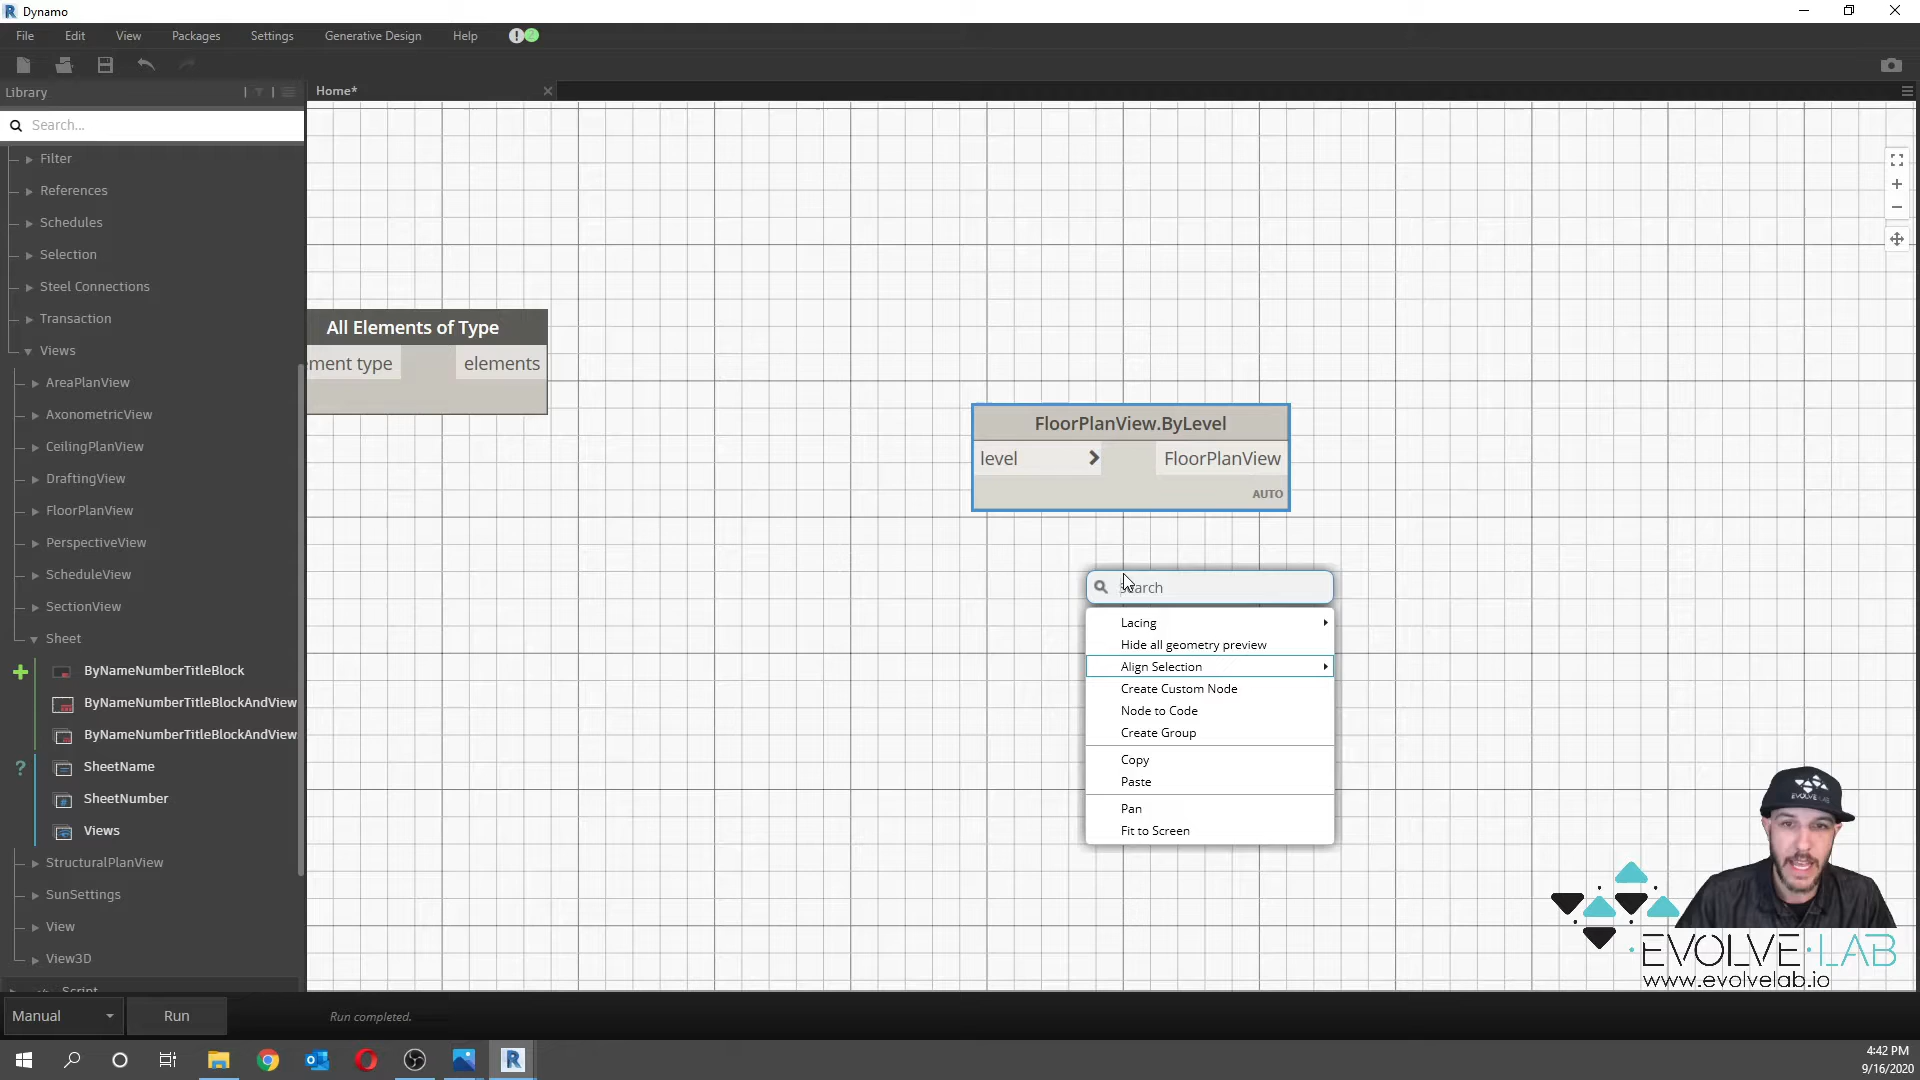 Dynamo
File Edit View Packages Settings Generative Design Help
Library
Home*
Search...
Filter
References
Schedules
Selection
Steel Connections
Transaction
Views
AreaPlanView
AxonometricView
CeilingPlanView
DraftingView
FloorPlanView
PerspectiveView
ScheduleView
SectionView
Sheet
ByNameNumberTitleBlock
ByNameNumberTitleBlockAndView
ByNameNumberTitleBlockAndView
SheetName
SheetNumber
Views
StructuralPlanView
SunSettings
View
View3D
Script
All Elements of Type
ment type elements
FloorPlanView.ByLevel
level > FloorPlanView
AUTO
Search
Lacing
Hide all geometry preview
Align Selection
Create Custom Node
Node to Code
Create Group
Copy
Paste
Pan
Fit to Screen
EVOLVE LAB
EVOLVE·LAB
www.evolvelab.io
Manual Run Run completed.
4:42 PM
9/16/2020